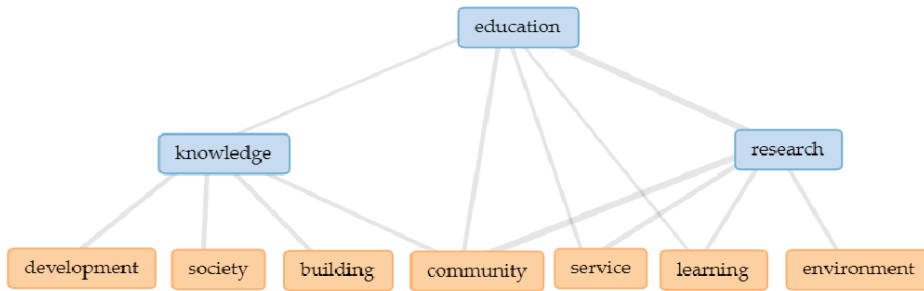 education
knowledge
research
development
society
building
community
service
learning
environment